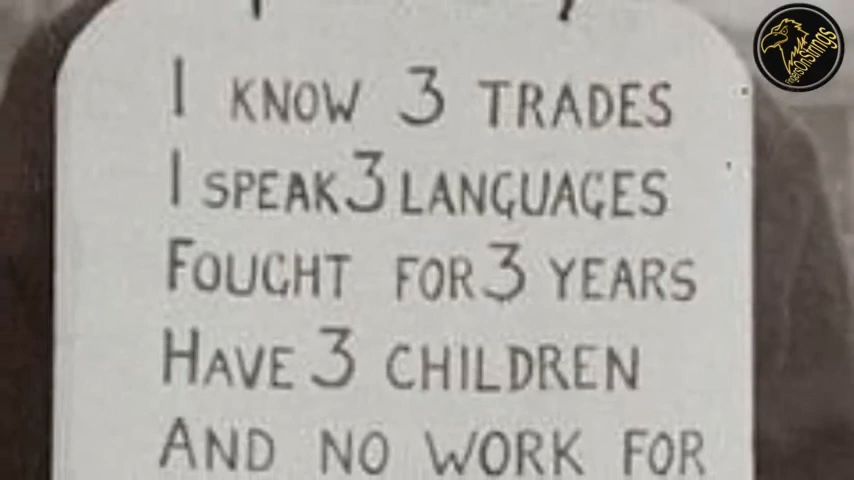 I KNOW 3 TRADES
I SPEAK 3 LANGUAGES
FOUGHT FOR 3 YEARS
HAVE 3 CHILDREN
AND NO WORK FOR